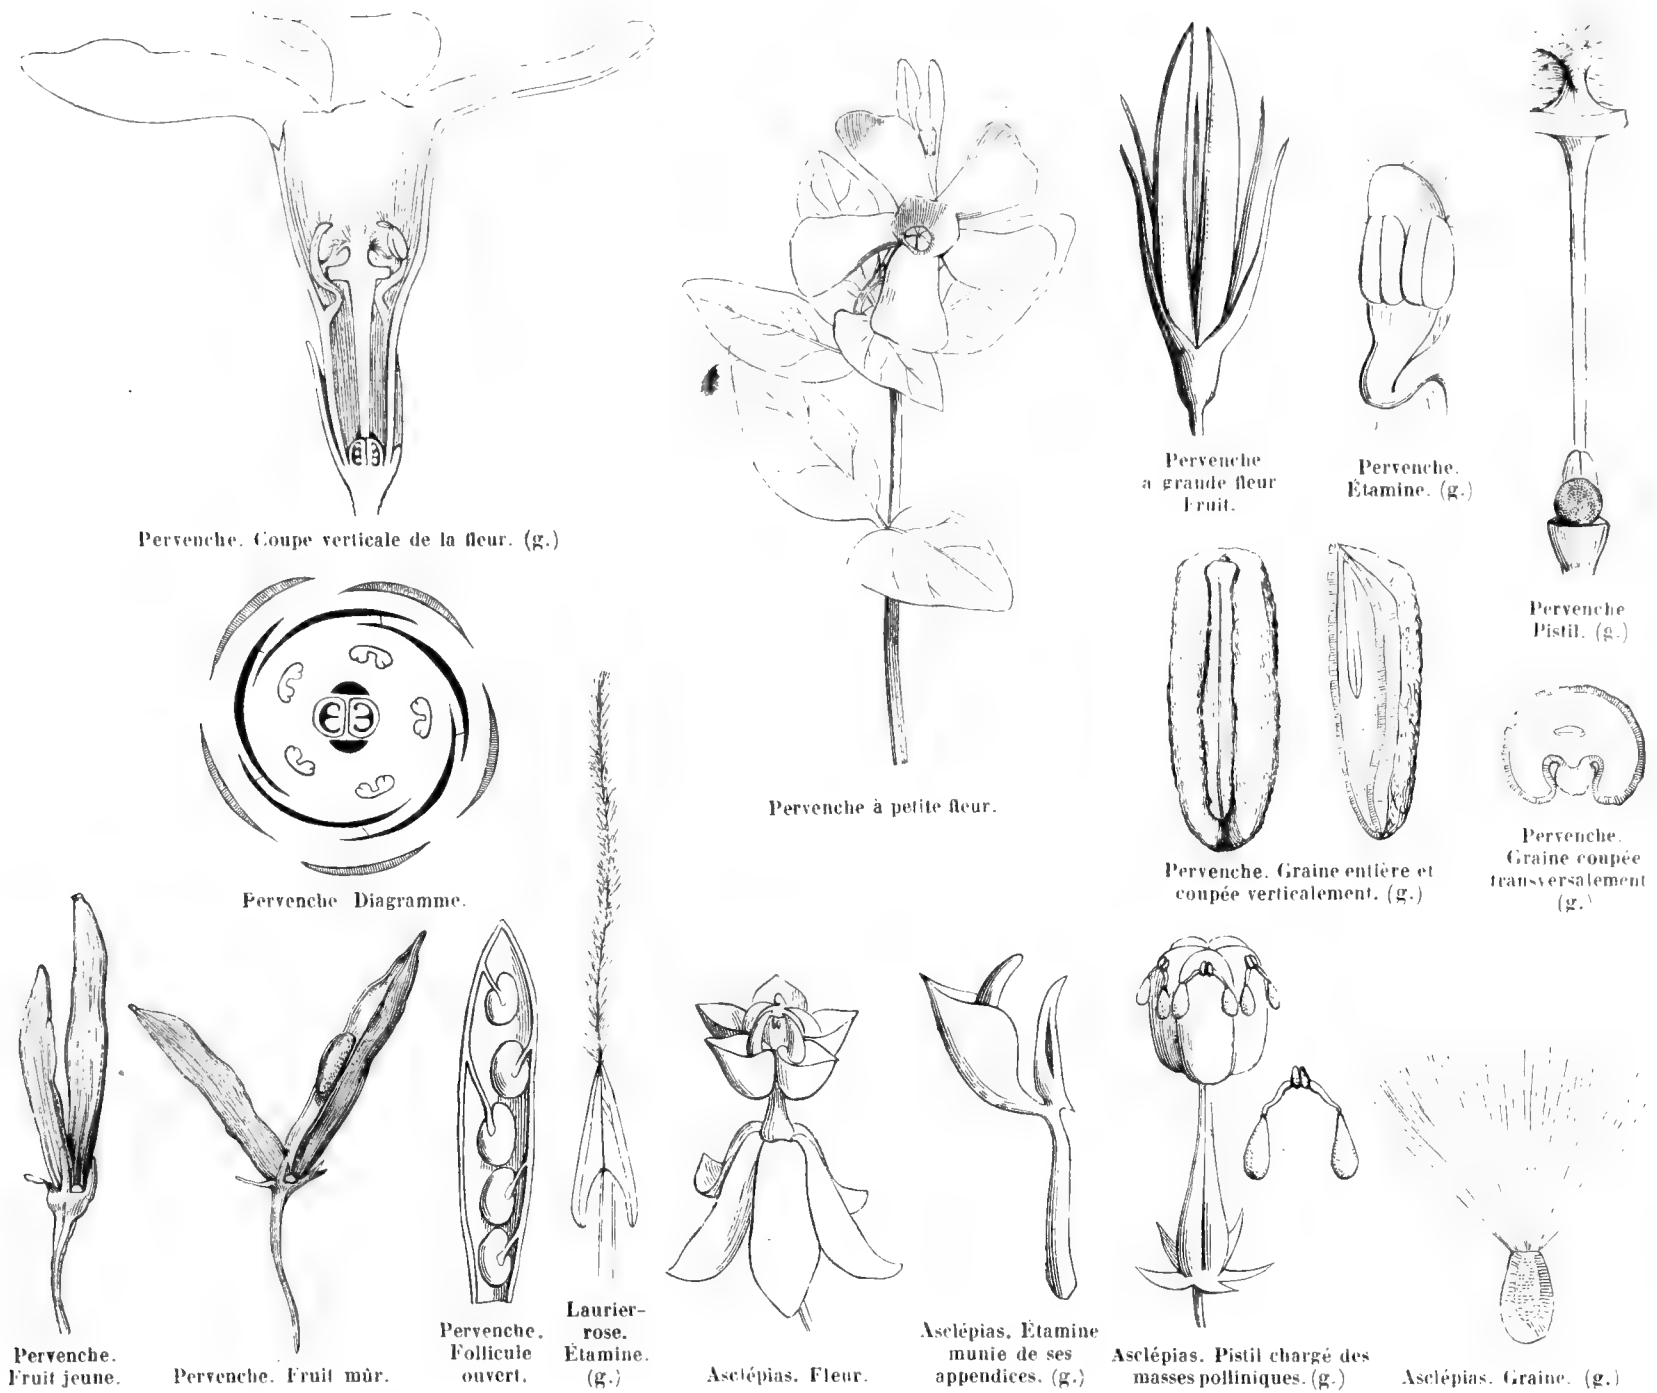 Pervenche. Coupe verticale de la fleur. (g.)
Pervenche à petite fleur.
Pervenche
a grande fleur
Fruit.
Pervenche.
Étamine. (g.)
Pervenche
Pistil. (g.)
Pervenche Diagramme.
Pervenche. Graine entière et
coupée verticalement. (g.)
Pervenche.
Graine coupée
transversalement
(g.)
Pervenche.
Fruit jeune.
Pervenche. Fruit mûr.
Pervenche.
Follicule
ouvert.
Laurier-
rose.
Étamine.
(g.)
Asclépias. Fleur.
Asclépias. Étamine
munie de ses
appendices. (g.)
Asclépias. Pistil chargé des
masses polliniques. (g.)
Asclépias. Graine. (g.)